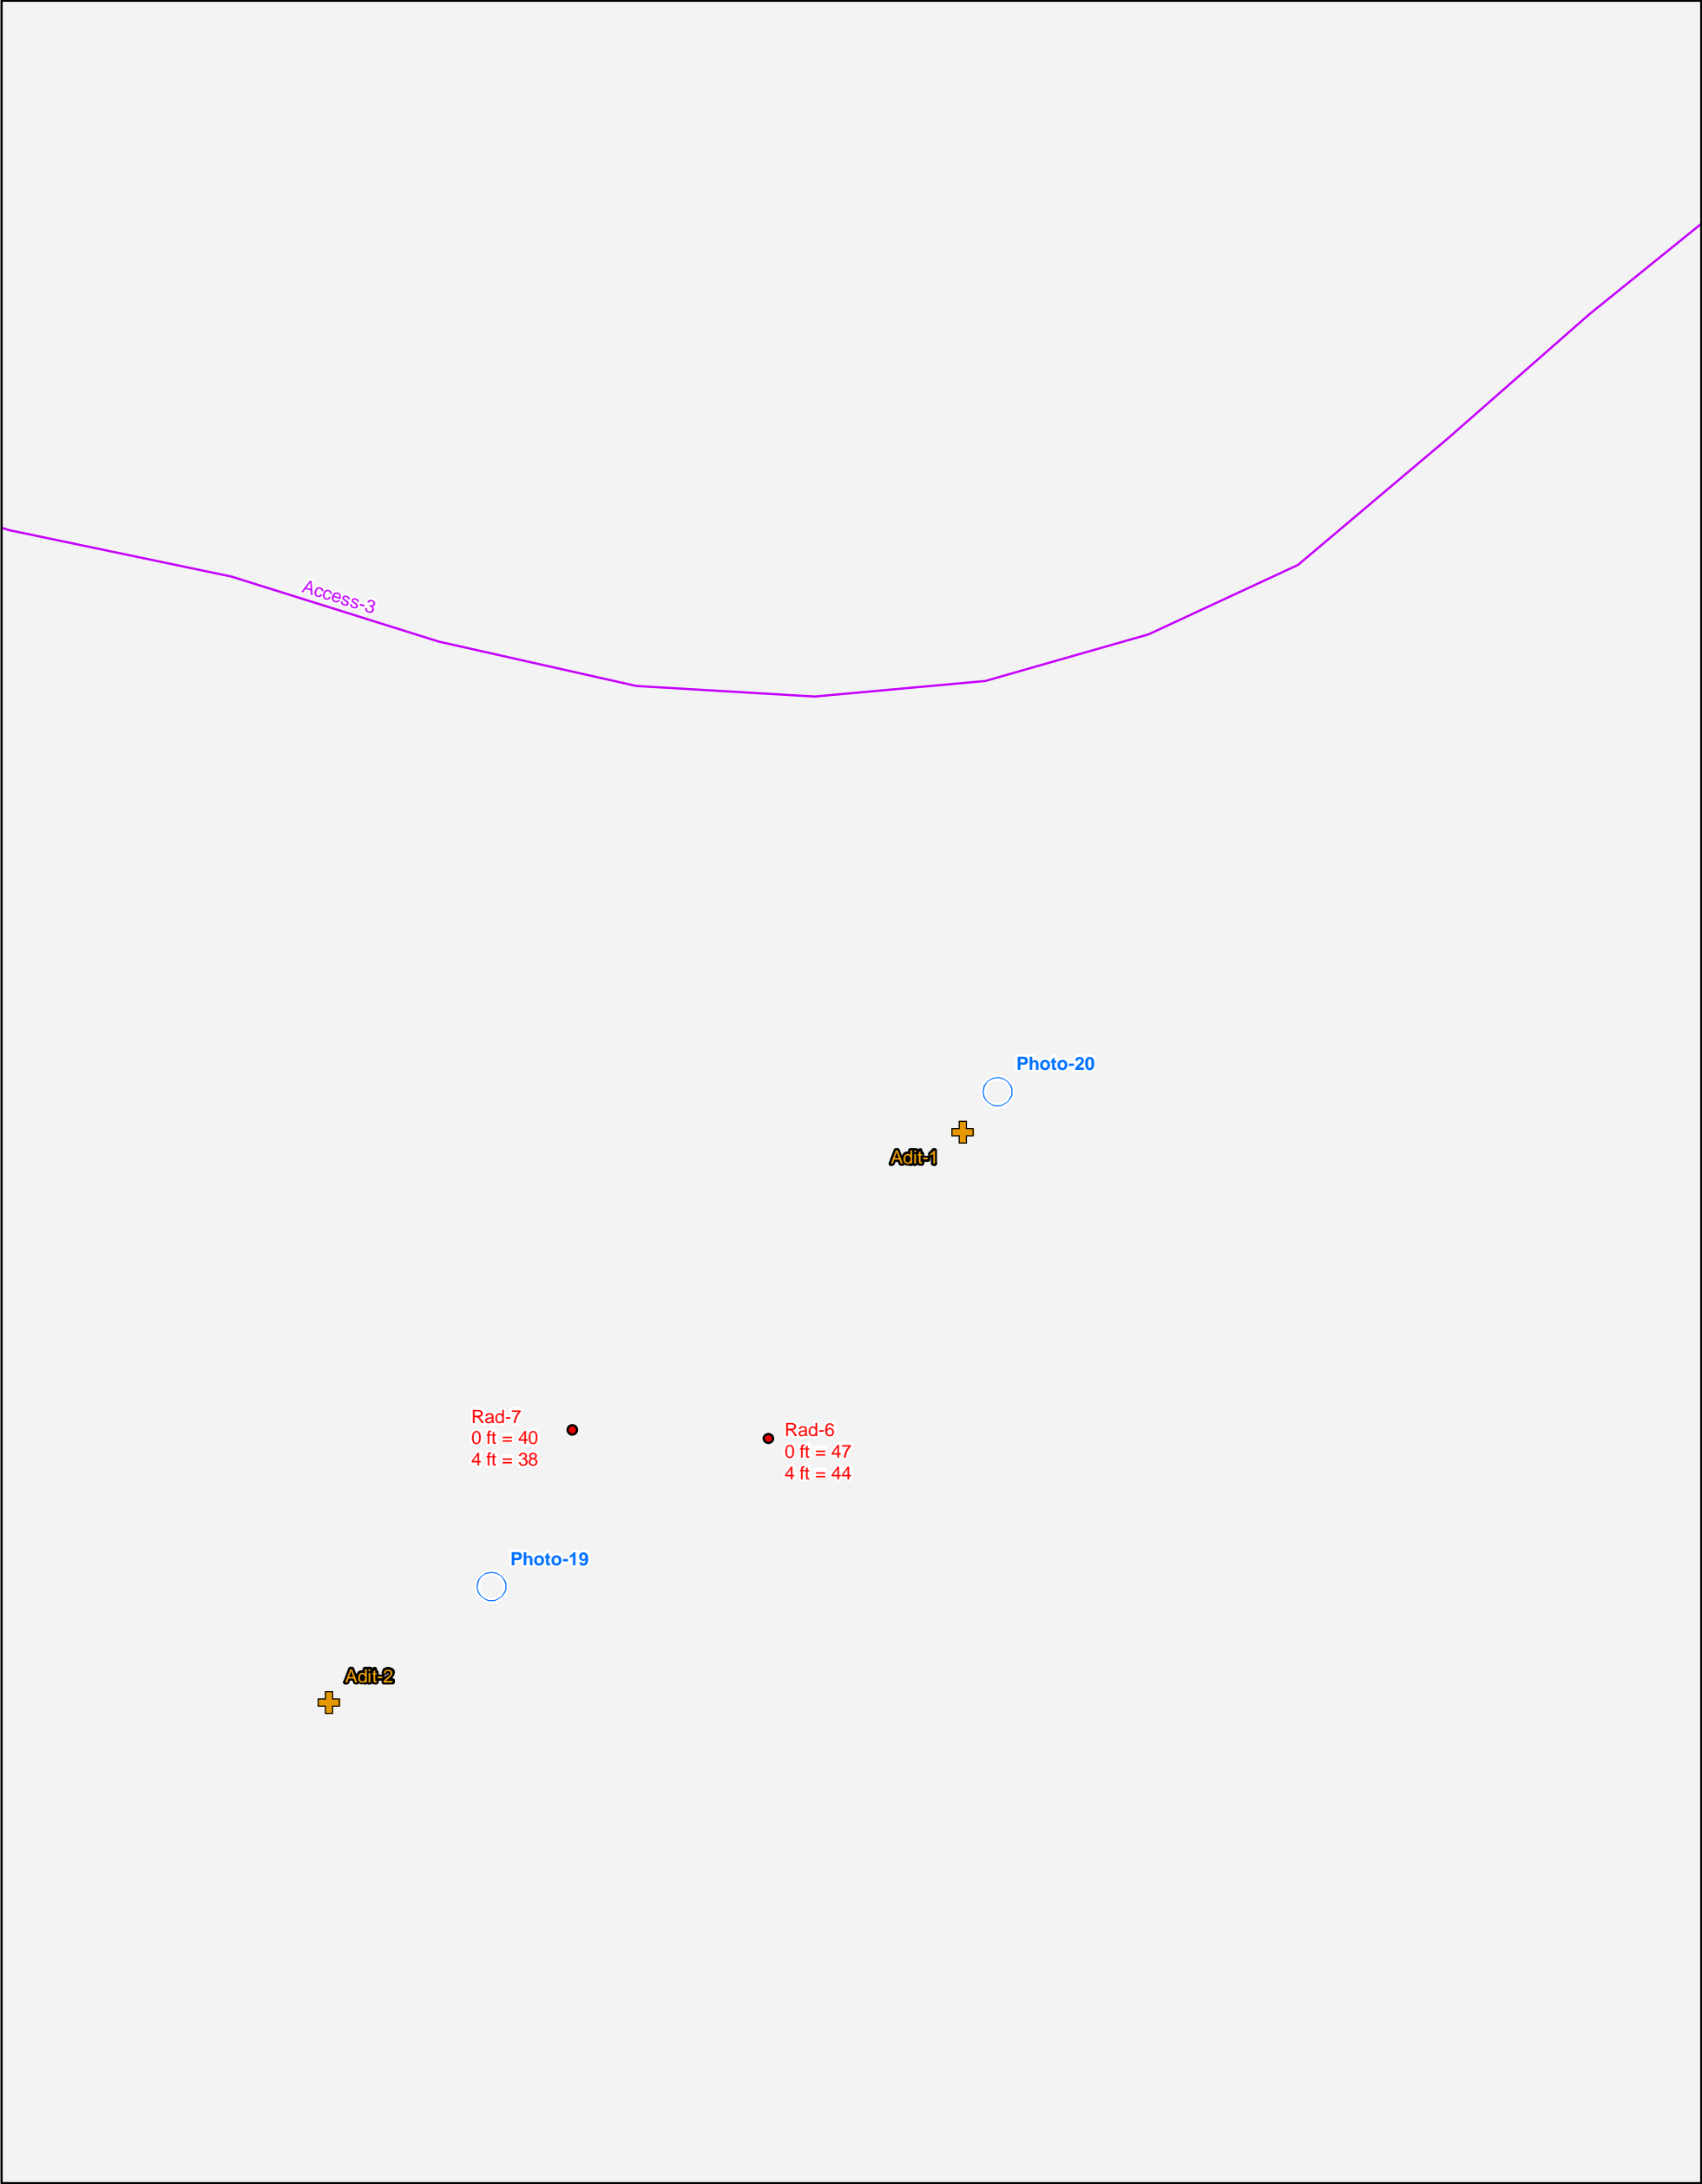 Access-3
Photo-20
Adit-1
Rad-7
0 ft = 40
4 ft = 38
Rad-6
0 ft = 47
4 ft = 44
Photo-19
Adit-2